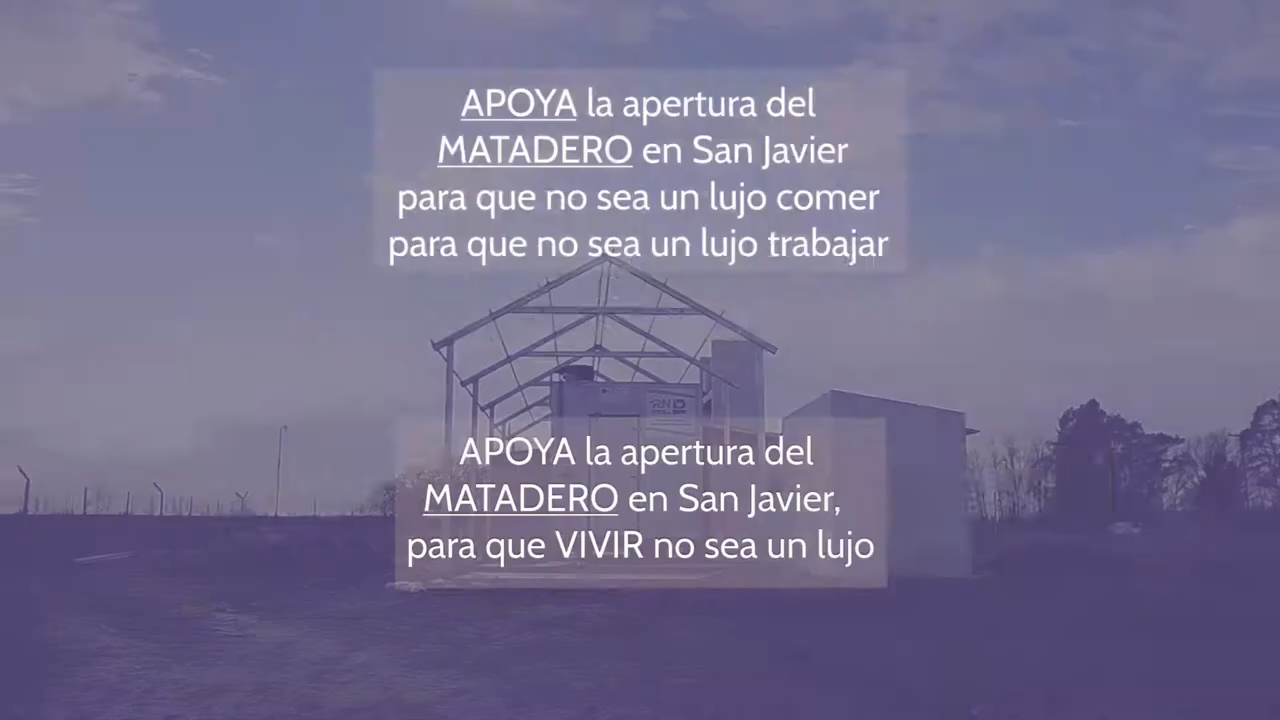 APOYA la apertura del
MATADERO en San Javier
para que no sea un lujo comer
para que no sea un lujo trabajar
APOYA la apertura del
MATADERO en San Javier,
para que VIVIR no sea un lujo